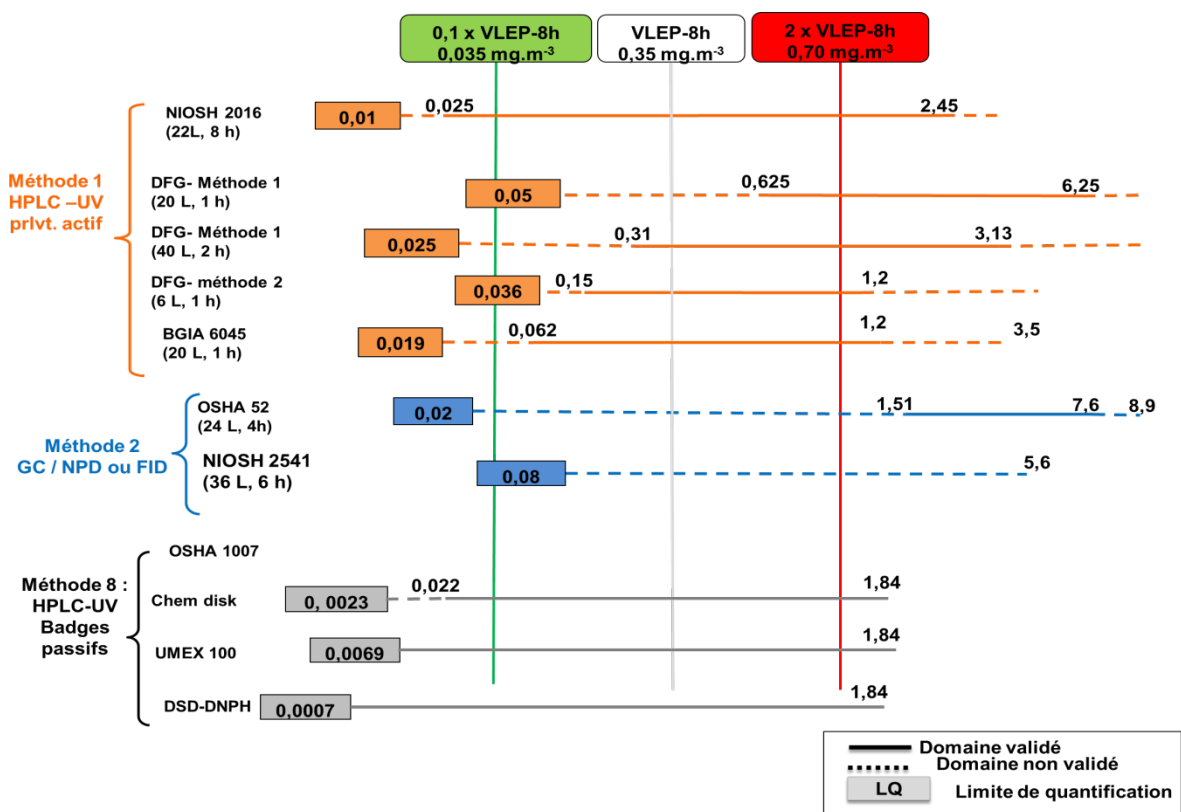 0,1 x VLEP-8h
0,035 mg.m-3
VLEP-8h
0,35 mg.m-3
2 x VLEP-8h
0,70 mg.m-3
Méthode 1
HPLC –UV
prlvt. actif
NIOSH 2016
(22L, 8 h)
0,01
0,025
2,45
DFG- Méthode 1
(20 L, 1 h)
0,05
0,625
6,25
DFG- Méthode 1
(40 L, 2 h)
0,025
0,31
3,13
DFG- méthode 2
(6 L, 1 h)
0,036
0,15
1,2
BGIA 6045
(20 L, 1 h)
0,019
0,062
1,2
3,5
Méthode 2
GC / NPD ou FID
OSHA 52
(24 L, 4h)
0,02
1,51
7,6
8,9
NIOSH 2541
(36 L, 6 h)
0,08
5,6
Méthode 8 :
HPLC-UV
Badges
passifs
OSHA 1007
Chem disk
0, 0023
0,022
1,84
UMEX 100
0,0069
1,84
DSD-DNPH
0,0007
1,84
Domaine validé
Domaine non validé
LQ
Limite de quantification